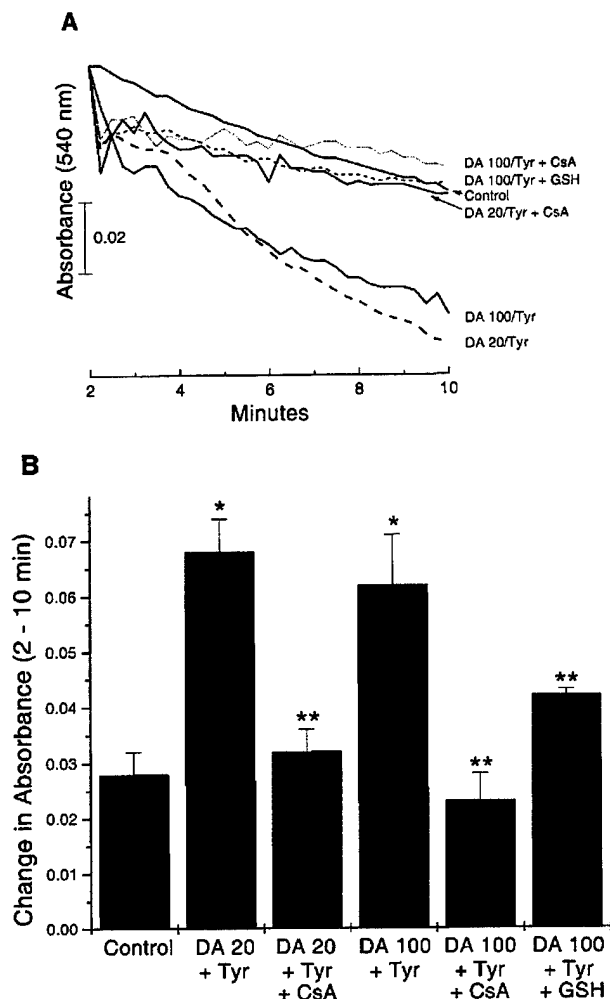 A
Absorbance (540 nm)
0.02
DA 100/Tyr + CsA
DA 100/Tyr + GSH
Control
DA 20/Tyr + CsA
DA 100/Tyr
DA 20/Tyr
2 4 6 8 10
Minutes
B
Change in Absorbance (2 - 10 min)
0.07
0.06
0.05
0.04
0.03
0.02
0.01
0.00
* ** * ** **
Control DA 20 DA 20 DA 100 DA 100 DA 100
+ Tyr + Tyr + Tyr + Tyr + Tyr
+ CsA + CsA + GSH